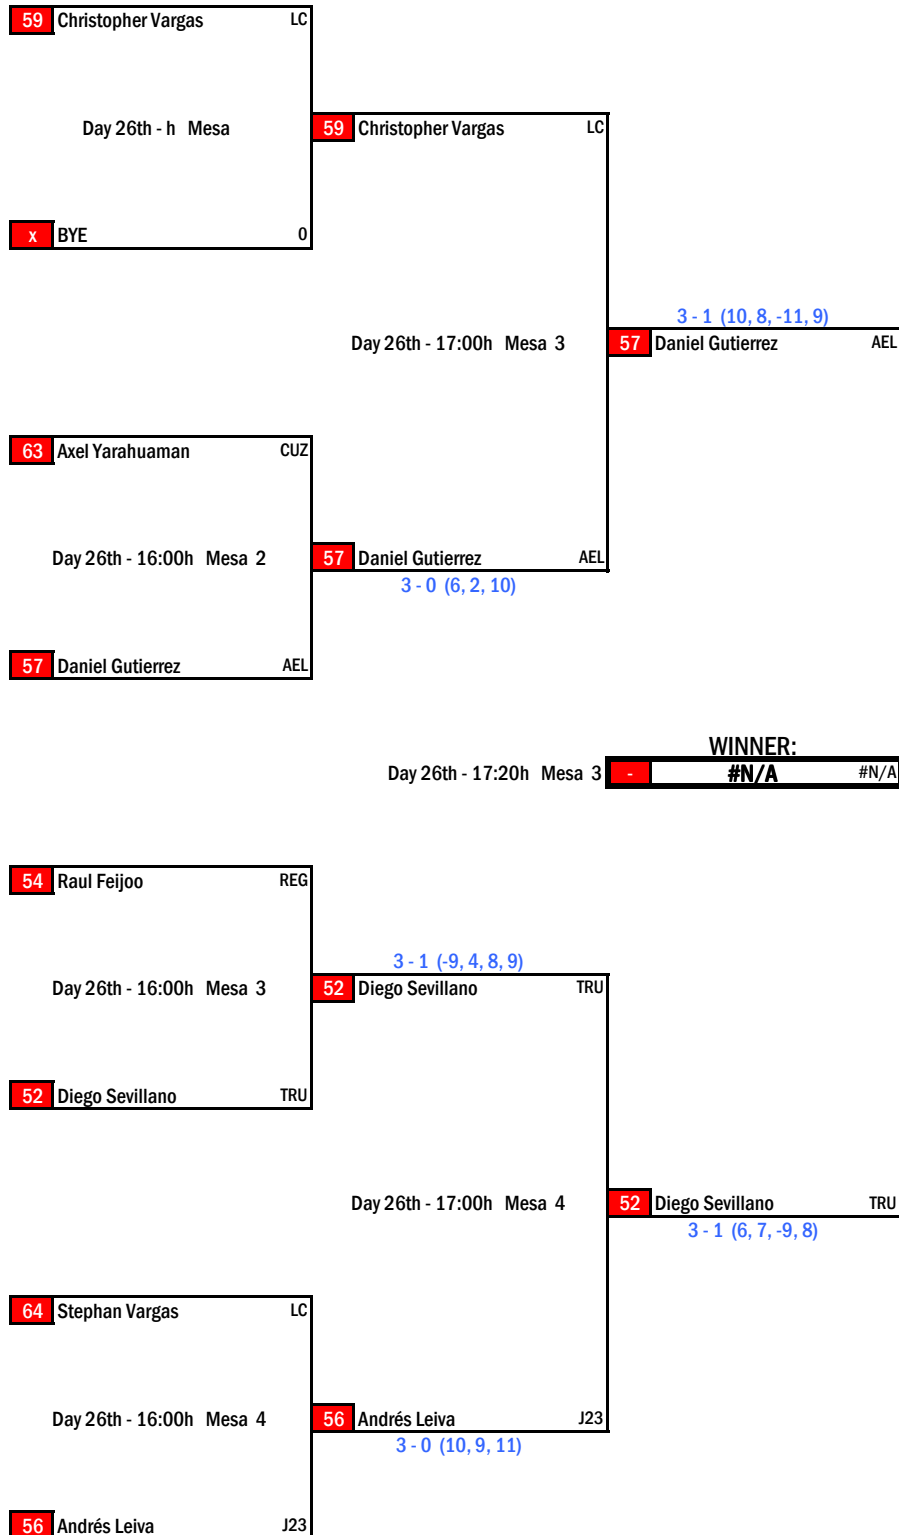 59 Christopher Vargas LC
Day 26th - h Mesa
59 Christopher Vargas LC
x BYE 0
3 - 1 (10, 8, -11, 9)
Day 26th - 17:00h Mesa 3
57 Daniel Gutierrez AEL
63 Axel Yarahuaman CUZ
Day 26th - 16:00h Mesa 2
57 Daniel Gutierrez AEL
3 - 0 (6, 2, 10)
57 Daniel Gutierrez AEL
WINNER:
Day 26th - 17:20h Mesa 3 - #N/A #N/A
54 Raul Feijoo REG
3 - 1 (-9, 4, 8, 9)
Day 26th - 16:00h Mesa 3
52 Diego Sevillano TRU
52 Diego Sevillano TRU
Day 26th - 17:00h Mesa 4
52 Diego Sevillano TRU
3 - 1 (6, 7, -9, 8)
64 Stephan Vargas LC
Day 26th - 16:00h Mesa 4
56 Andrés Leiva J23
3 - 0 (10, 9, 11)
56 Andrés Leiva J23